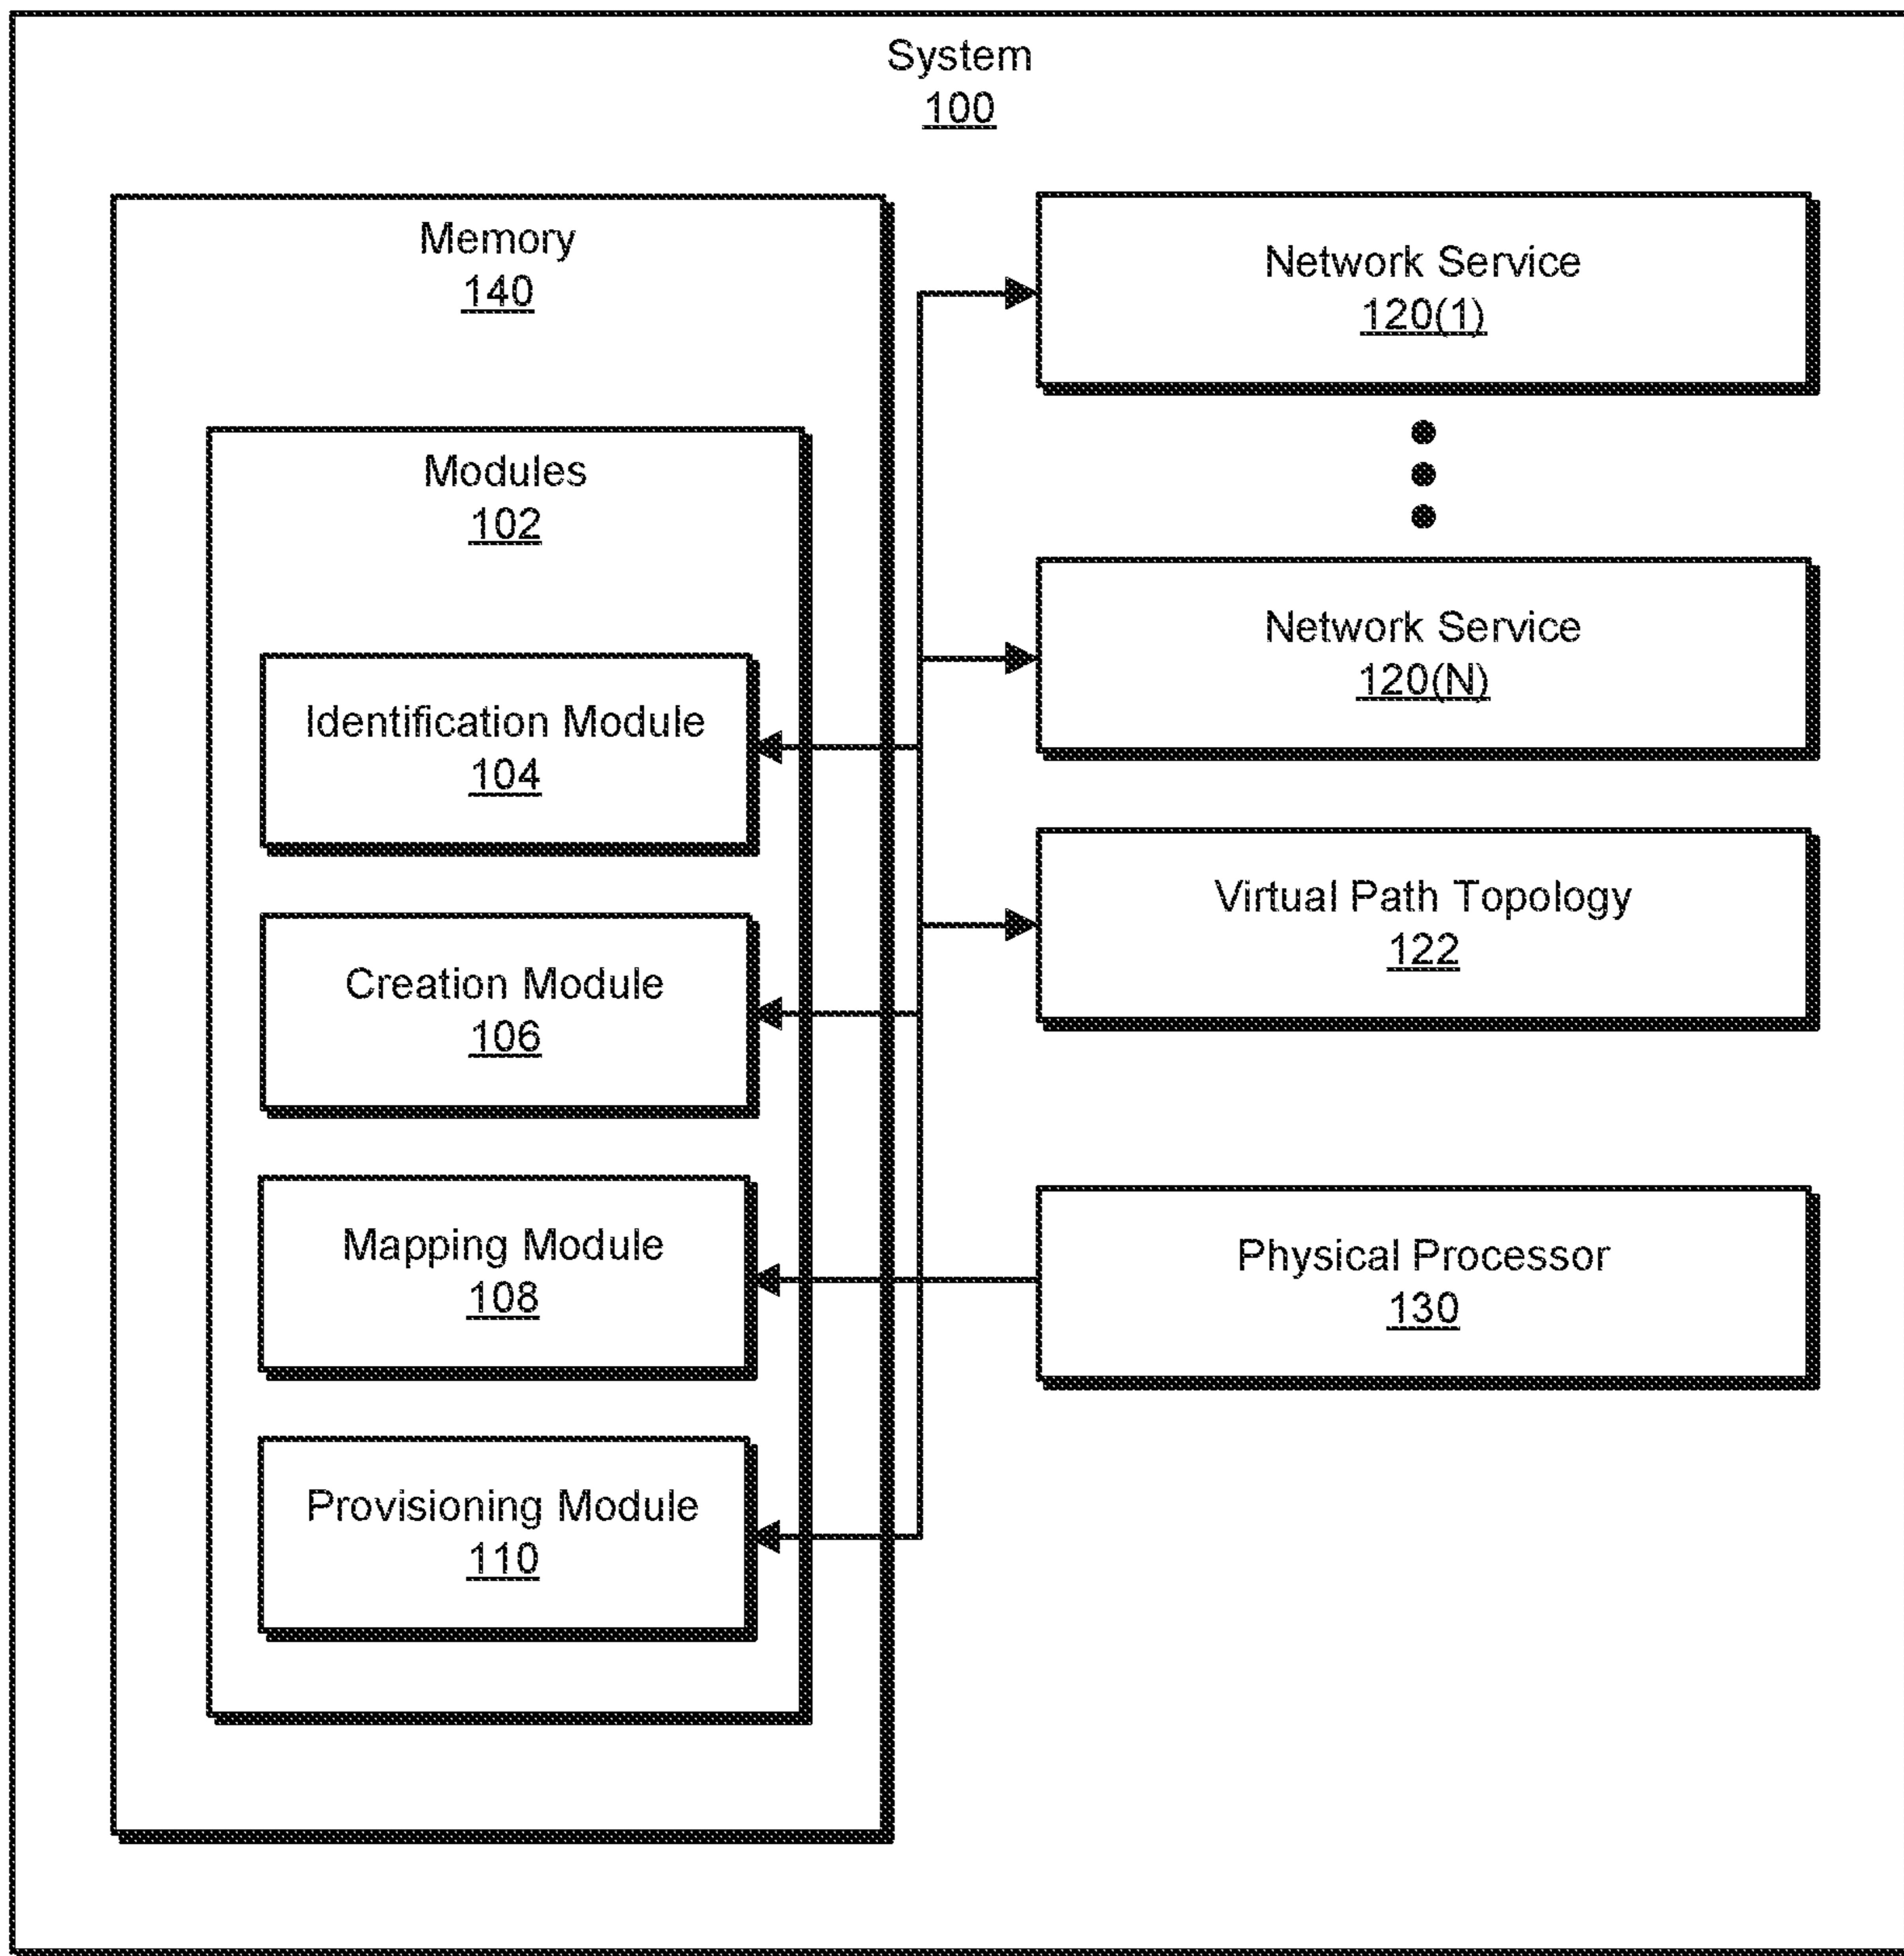 System
100
Memory
140
Modules
102
Identification Module
104
Creation Module
106
Mapping Module
108
Provisioning Module
110
Network Service
120(1)
Network Service
120(N)
Virtual Path Topology
122
Physical Processor
130